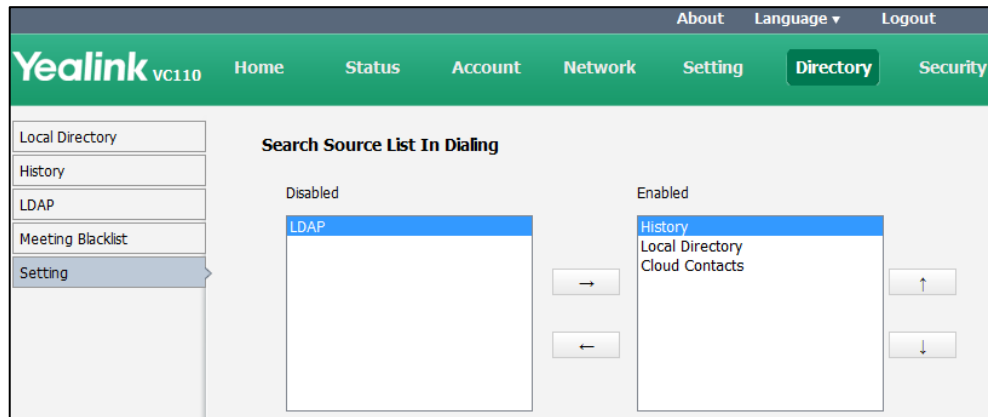 About Language ▾ Logout
Yealink VC110 Home Status Account Network Setting Directory Security
Local Directory
History
LDAP
Meeting Blacklist
Setting
Search Source List In Dialing
Disabled
LDAP
→
←
Enabled
History
Local Directory
Cloud Contacts
↑
↓